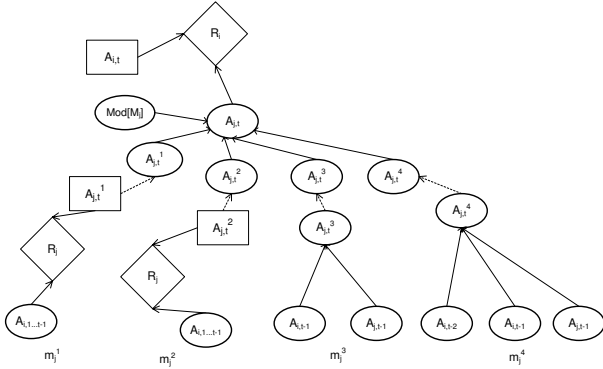 R_i
A_{i,t}
Mod[M_j]
A_{j,t}
A_{j,t}^1
A_{j,t}^2
A_{j,t}^3
A_{j,t}^4
A_{j,t}^1
A_{j,t}^2
A_{j,t}^3
A_{j,t}^4
R_j
R_j
A_{i,1...t-1}
A_{i,1...t-1}
A_{i,t-1}
A_{j,t-1}
A_{i,t-2}
A_{i,t-1}
A_{j,t-1}
m_j^1
m_j^2
m_j^3
m_j^4